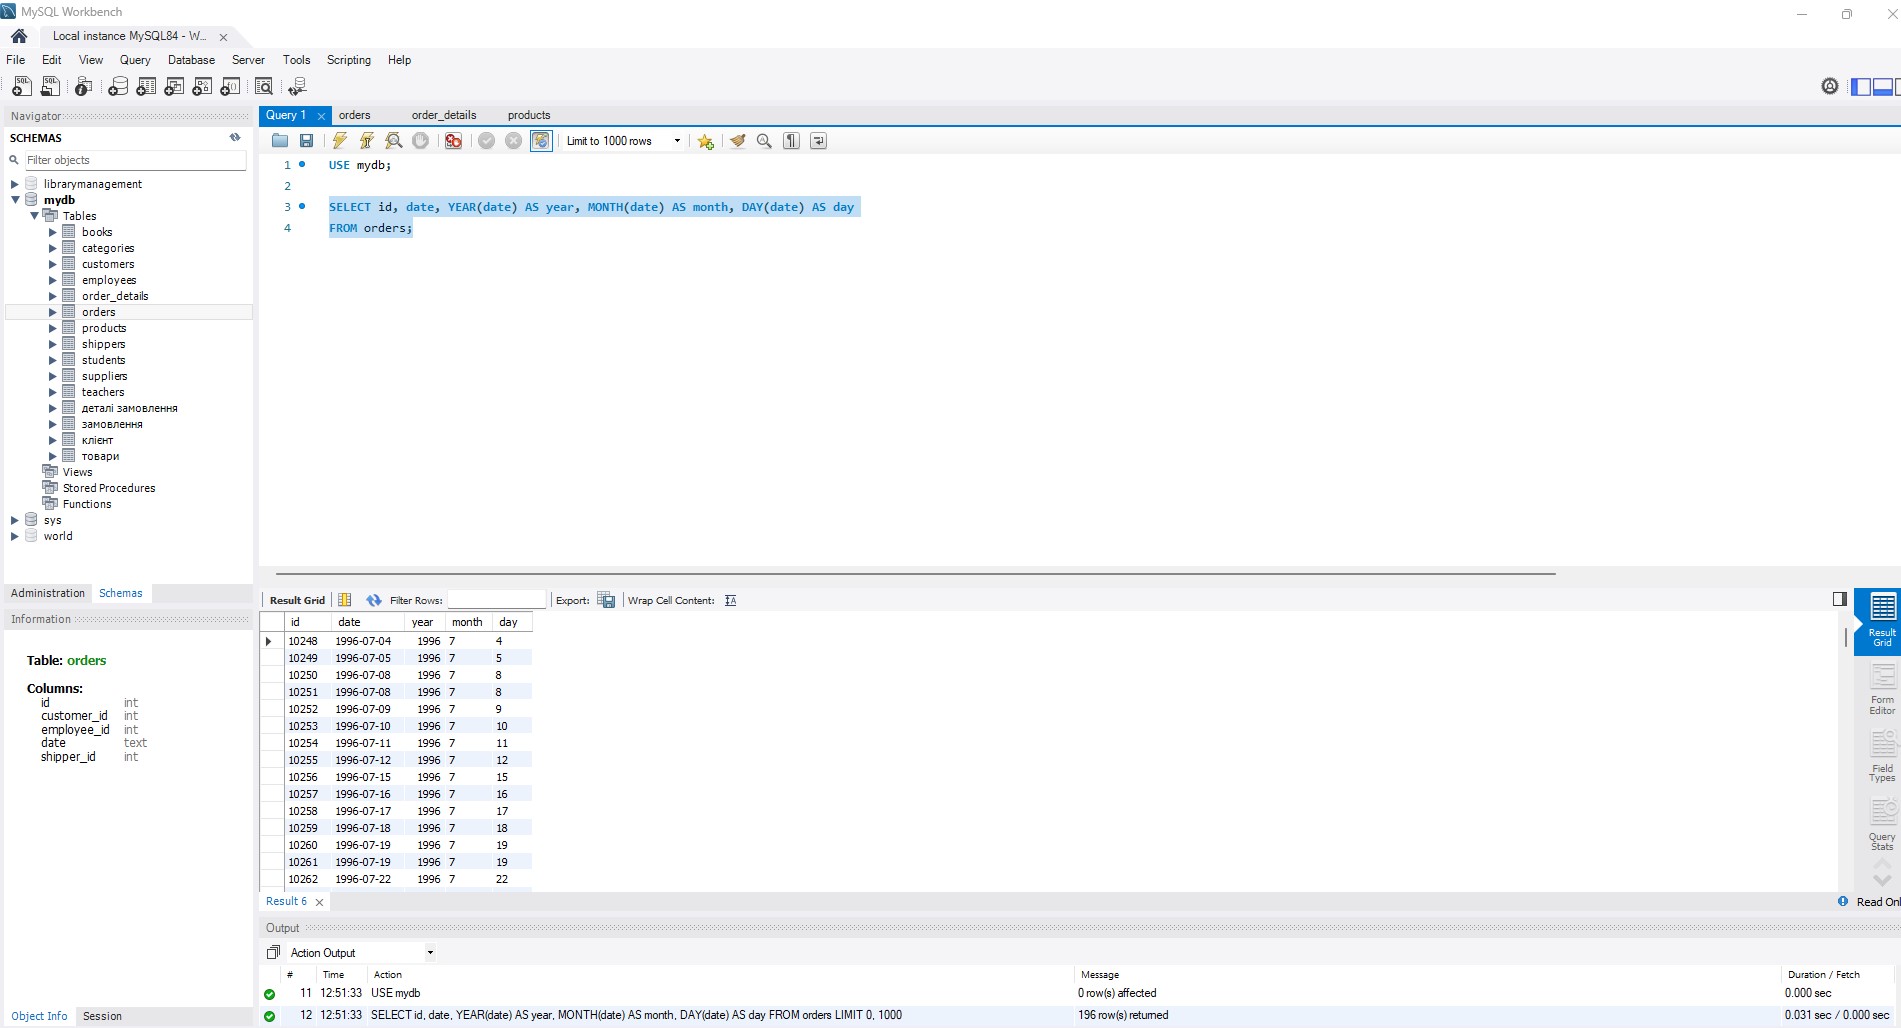 MySQL Workbench
Local instance MySQL84 - W...
File Edit View Query Database Server Tools Scripting Help
Navigator
SCHEMAS
Filter objects
librarymanagement
mydb
Tables
books
categories
customers
employees
order_details
orders
products
shippers
students
suppliers
teachers
деталі замовлення
замовлення
клієнт
товари
Views
Stored Procedures
Functions
sys
world
Administration Schemas
Information
Table: orders
Columns:
id int
customer_id int
employee_id int
date text
shipper_id int
Object Info Session
Query 1 orders order_details products
Limit to 1000 rows
1 USE mydb;
2
3 SELECT id, date, YEAR(date) AS year, MONTH(date) AS month, DAY(date) AS day
4 FROM orders;
Result Grid Filter Rows: Export: Wrap Cell Content:
id date year month day
10248 1996-07-04 1996 7 4
10249 1996-07-05 1996 7 5
10250 1996-07-08 1996 7 8
10251 1996-07-08 1996 7 8
10252 1996-07-09 1996 7 9
10253 1996-07-10 1996 7 10
10254 1996-07-11 1996 7 11
10255 1996-07-12 1996 7 12
10256 1996-07-15 1996 7 15
10257 1996-07-16 1996 7 16
10258 1996-07-17 1996 7 17
10259 1996-07-18 1996 7 18
10260 1996-07-19 1996 7 19
10261 1996-07-19 1996 7 19
10262 1996-07-22 1996 7 22
Result
Grid
Form
Editor
Field
Types
Query
Stats
Result 6
Read Onl
Output
Action Output
# Time Action Message Duration / Fetch
11 12:51:33 USE mydb 0 row(s) affected 0.000 sec
12 12:51:33 SELECT id, date, YEAR(date) AS year, MONTH(date) AS month, DAY(date) AS day FROM orders LIMIT 0, 1000 196 row(s) returned 0.031 sec / 0.000 sec